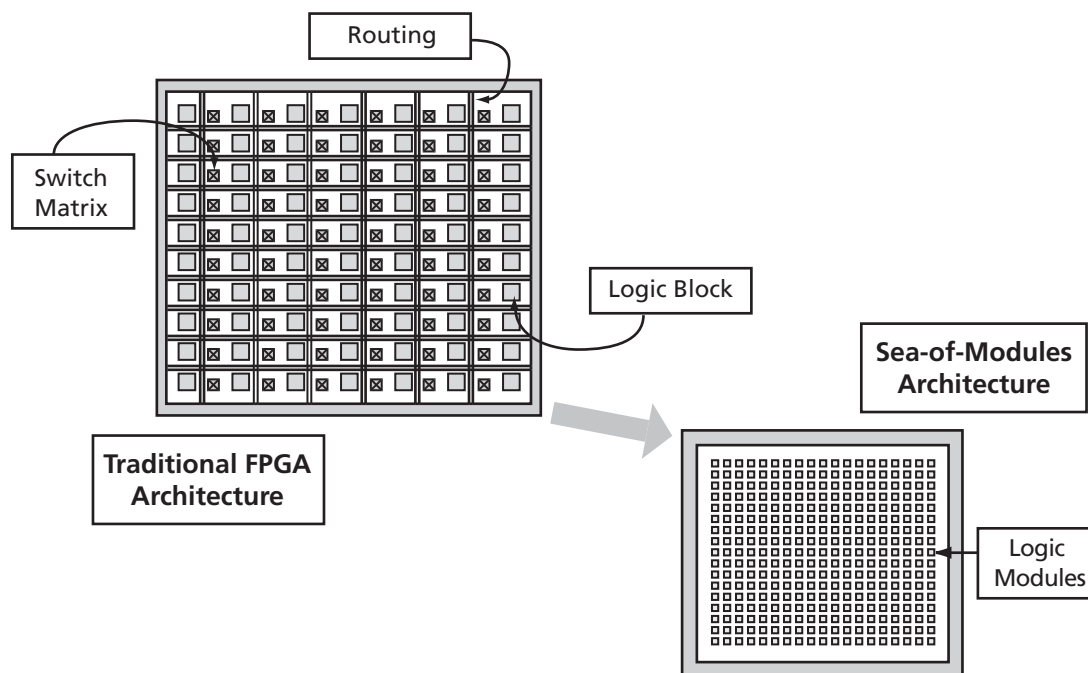 Routing
Switch
Matrix
Logic Block
Sea-of-Modules
Architecture
Traditional FPGA
Architecture
Logic
Modules